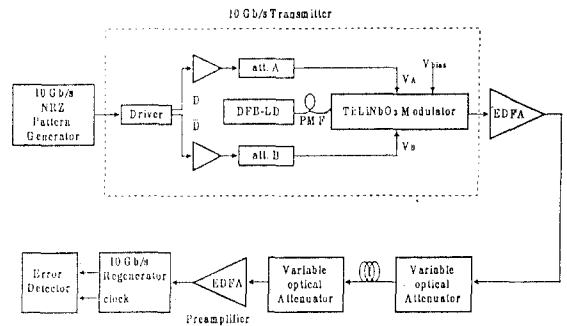 10 Gb/s Transmitter
10 Gb/s
NRZ
Pattern
Generator
Driver
D
D̄
att. A
att. B
DFB-LD
PMF
VA
Vbias
Ti:LiNbO3 Modulator
VB
EDFA
Error
Detector
10 Gb/s
Regenerator
clock
EDFA
Preamplifier
Variable
optical
Attenuator
Variable
optical
Attenuator